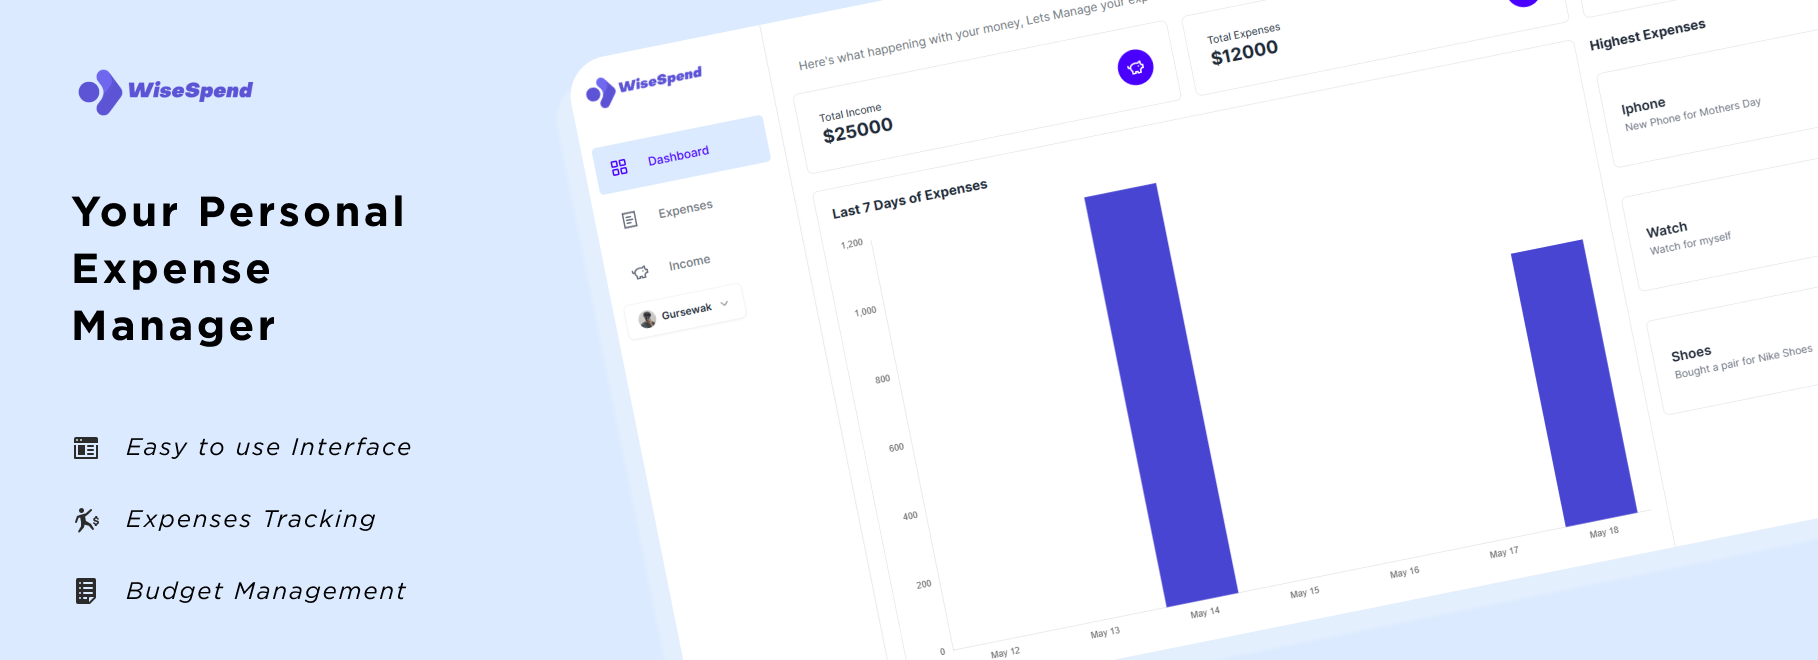 WiseSpend
Your Personal
Expense
Manager
Easy to use Interface
Expenses Tracking
Budget Management
WiseSpend
Dashboard
Expenses
Income
Gursewak
Here's what happening with your money, Lets Manage your
Total Income
$25000
Total Expenses
$12000
Last 7 Days of Expenses
1,200
1,000
800
600
400
200
0
May 12
May 13
May 14
May 15
May 16
May 17
May 18
Highest Expenses
Iphone
New Phone for Mothers Day
Watch
Watch for myself
Shoes
Bought a pair for Nike Shoes